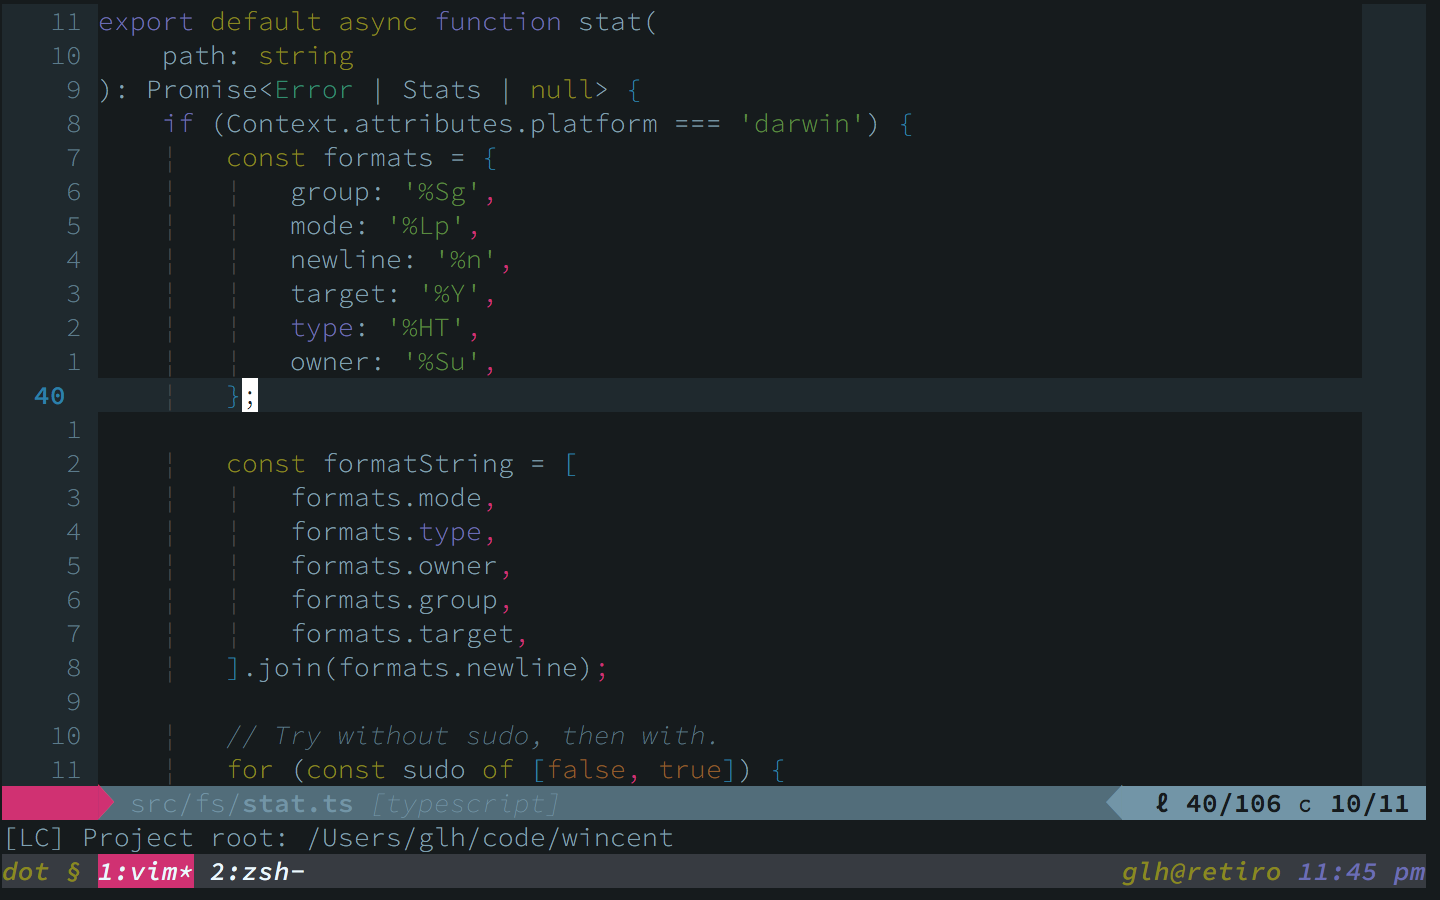 11 export default async function stat(
10     path: string
9 ): Promise<Error | Stats | null> {
8     if (Context.attributes.platform === 'darwin') {
7     ¦   const formats = {
6     ¦   ¦   group: '%Sg',
5     ¦   ¦   mode: '%Lp',
4     ¦   ¦   newline: '%n',
3     ¦   ¦   target: '%Y',
2     ¦   ¦   type: '%HT',
1     ¦   ¦   owner: '%Su',
40     ¦   };
1
2     ¦   const formatString = [
3     ¦   ¦   formats.mode,
4     ¦   ¦   formats.type,
5     ¦   ¦   formats.owner,
6     ¦   ¦   formats.group,
7     ¦   ¦   formats.target,
8     ¦   ].join(formats.newline);
9
10     ¦   // Try without sudo, then with.
11     ¦   for (const sudo of [false, true]) {
src/fs/stat.ts [typescript] ℓ 40/106 c 10/11
[LC] Project root: /Users/glh/code/wincent
dot § 1:vim* 2:zsh- glh@retiro 11:45 pm